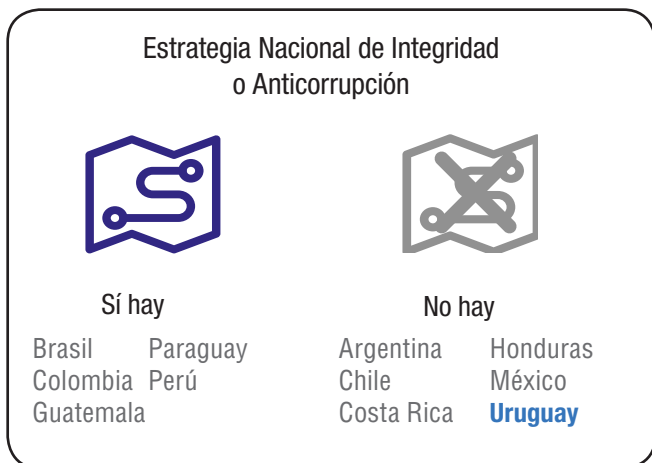 Estrategia Nacional de Integridad
o Anticorrupción
Sí hay
Brasil Paraguay
Colombia Perú
Guatemala
No hay
Argentina Honduras
Chile México
Costa Rica Uruguay